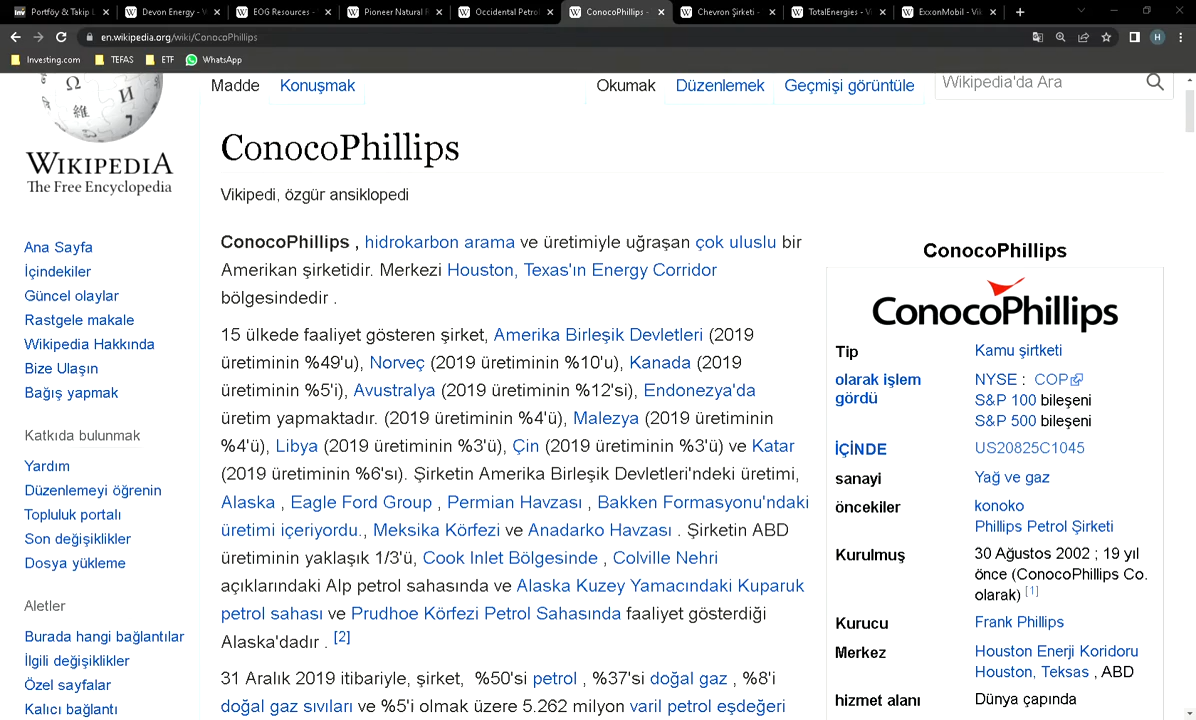 Portföy & Takip L
Devon Energy - V
EOG Resources -
Pioneer Natural R
Occidental Petrol
ConocoPhillips -
Chevron Şirketi -
TotalEnergies - Vi
ExxonMobil - Vik
en.wikipedia.org/wiki/ConocoPhillips
H
Investing.com TEFAS ETF WhatsApp
Madde Konuşmak Okumak Düzenlemek Geçmişi görüntüle Wikipedia'da Ara
WIKIPEDIA
The Free Encyclopedia
Ana Sayfa
İçindekiler
Güncel olaylar
Rastgele makale
Wikipedia Hakkında
Bize Ulaşın
Bağış yapmak
Katkıda bulunmak
Yardım
Düzenlemeyi öğrenin
Topluluk portalı
Son değişiklikler
Dosya yükleme
Aletler
Burada hangi bağlantılar
İlgili değişiklikler
Özel sayfalar
Kalıcı bağlantı
ConocoPhillips
Vikipedi, özgür ansiklopedi
ConocoPhillips , hidrokarbon arama ve üretimiyle uğraşan çok uluslu bir
Amerikan şirketidir. Merkezi Houston, Texas'ın Energy Corridor
bölgesindedir .
15 ülkede faaliyet gösteren şirket, Amerika Birleşik Devletleri (2019
üretiminin %49'u), Norveç (2019 üretiminin %10'u), Kanada (2019
üretiminin %5'i), Avustralya (2019 üretiminin %12'si), Endonezya'da
üretim yapmaktadır. (2019 üretiminin %4'ü), Malezya (2019 üretiminin
%4'ü), Libya (2019 üretiminin %3'ü), Çin (2019 üretiminin %3'ü) ve Katar
(2019 üretiminin %6'sı). Şirketin Amerika Birleşik Devletleri'ndeki üretimi,
Alaska , Eagle Ford Group , Permian Havzası , Bakken Formasyonu'ndaki
üretimi içeriyordu., Meksika Körfezi ve Anadarko Havzası . Şirketin ABD
üretiminin yaklaşık 1/3'ü, Cook Inlet Bölgesinde , Colville Nehri
açıklarındaki Alp petrol sahasında ve Alaska Kuzey Yamacındaki Kuparuk
petrol sahası ve Prudhoe Körfezi Petrol Sahasında faaliyet gösterdiği
Alaska'dadır . [2]
31 Aralık 2019 itibariyle, şirket, %50'si petrol , %37'si doğal gaz , %8'i
doğal gaz sıvıları ve %5'i olmak üzere 5.262 milyon varil petrol eşdeğeri
ConocoPhillips
ConocoPhillips
Tip Kamu şirtketi
olarak işlem NYSE : COP
gördü S&P 100 bileşeni
S&P 500 bileşeni
İÇİNDE US20825C1045
sanayi Yağ ve gaz
öncekiler konoko
Phillips Petrol Şirketi
Kurulmuş 30 Ağustos 2002 ; 19 yıl
önce (ConocoPhillips Co.
olarak) [1]
Kurucu Frank Phillips
Merkez Houston Enerji Koridoru
Houston, Teksas , ABD
hizmet alanı Dünya çapında